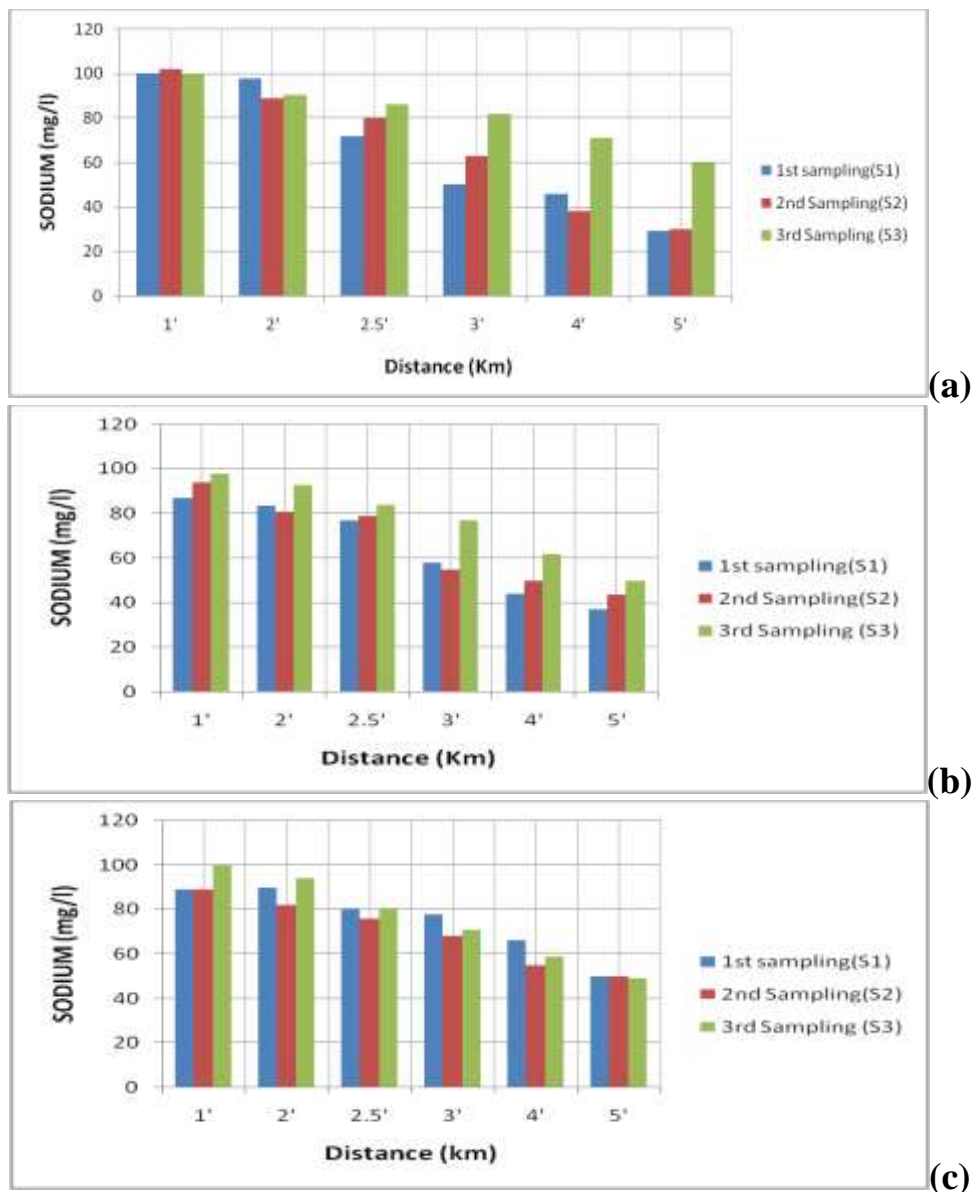 120
100
80
60
40
20
0
SODIUM (mg/l)
1' 2' 2.5' 3' 4' 5'
Distance (Km)
1st sampling(S1)
2nd Sampling(S2)
3rd Sampling (S3)
(a)
120
100
80
60
40
20
0
SODIUM (mg/l)
1' 2' 2.5' 3' 4' 5'
Distance (Km)
1st sampling(S1)
2nd Sampling(S2)
3rd Sampling (S3)
(b)
120
100
80
60
40
20
0
SODIUM (mg/l)
1' 2' 2.5' 3' 4' 5'
Distance (km)
1st sampling(S1)
2nd Sampling(S2)
3rd Sampling (S3)
(c)